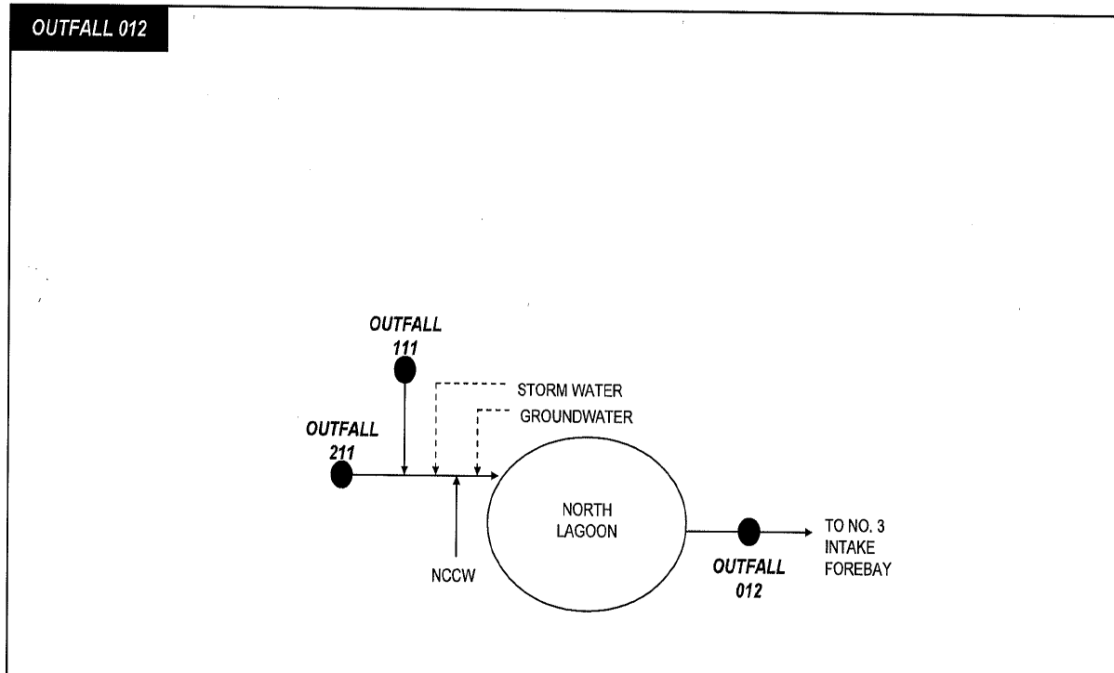 OUTFALL 012
OUTFALL
111
STORM WATER
GROUNDWATER
OUTFALL
211
NORTH
LAGOON
NCCW
TO NO. 3
INTAKE
FOREBAY
OUTFALL
012